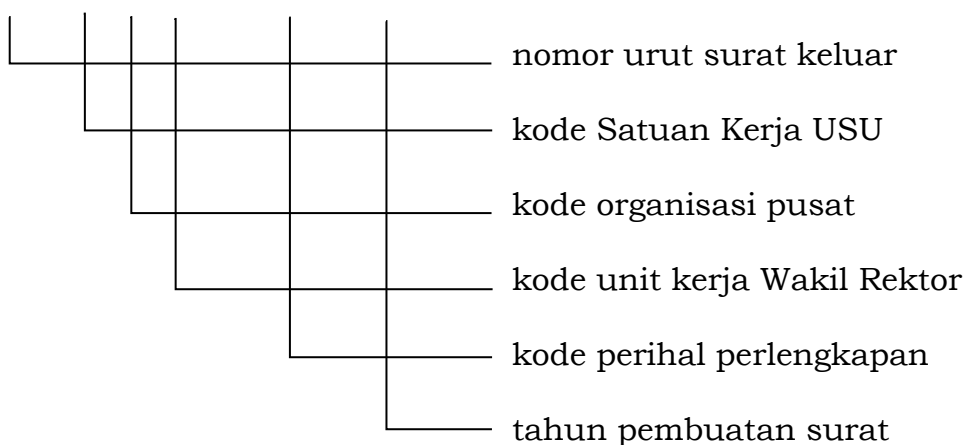 nomor urut surat keluar
kode Satuan Kerja USU
kode organisasi pusat
kode unit kerja Wakil Rektor
kode perihal perlengkapan
tahun pembuatan surat